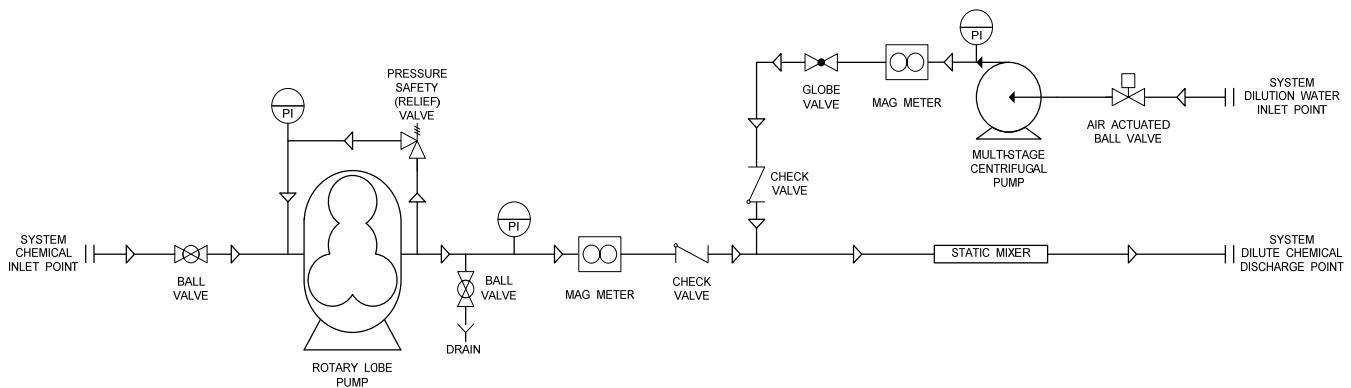 PI
PRESSURE
SAFETY
(RELIEF)
VALVE
PI
GLOBE
VALVE
MAG METER
MULTI-STAGE
CENTRIFUGAL
PUMP
AIR ACTUATED
BALL VALVE
SYSTEM
DILUTION WATER
INLET POINT
CHECK
VALVE
SYSTEM
CHEMICAL
INLET POINT
BALL
VALVE
ROTARY LOBE
PUMP
BALL
VALVE
DRAIN
PI
MAG METER
CHECK
VALVE
STATIC MIXER
SYSTEM
DILUTE CHEMICAL
DISCHARGE POINT